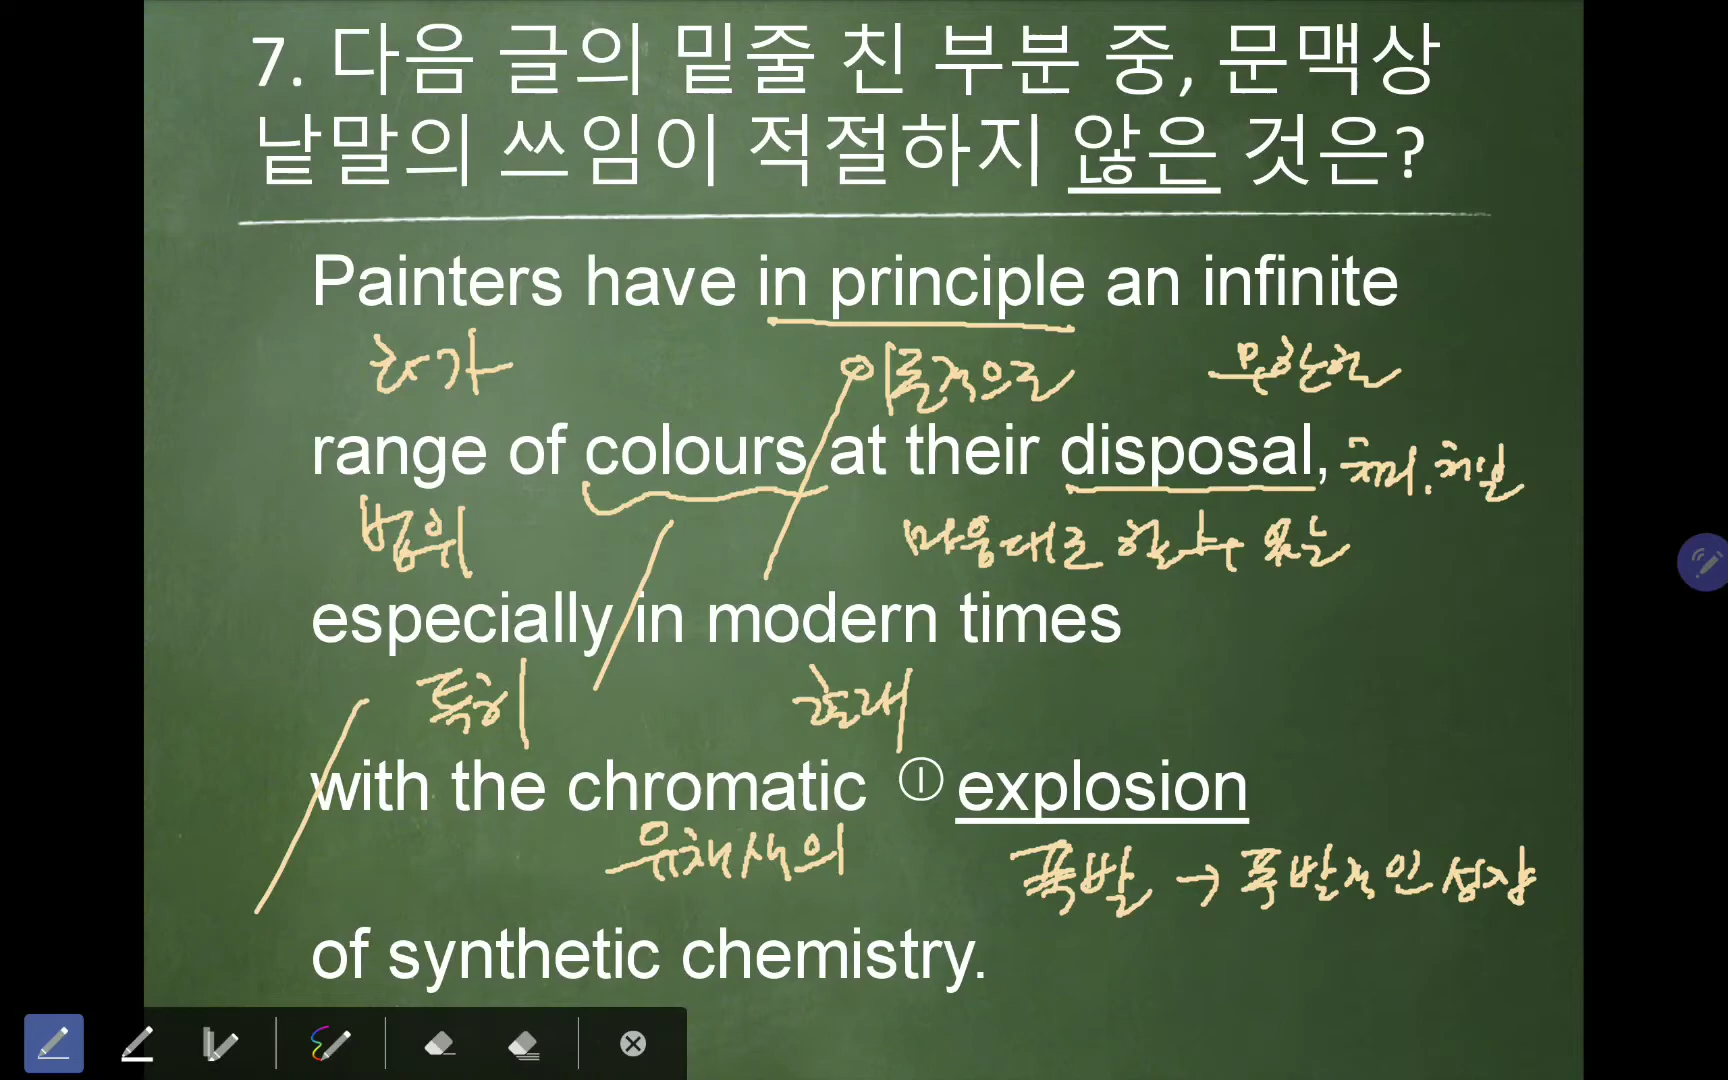 7. 다음 글의 밑줄 친 부분 중, 문맥상
낱말의 쓰임이 적절하지 않은 것은?
Painters have in principle an infinite
화가 이론적으로 무한한
range of colours at their disposal,
처분
범위 마음대로 할 수 있는
especially in modern times
특히 현대
with the chromatic ① explosion
유채색의 폭발 → 폭발적인 성장
of synthetic chemistry.